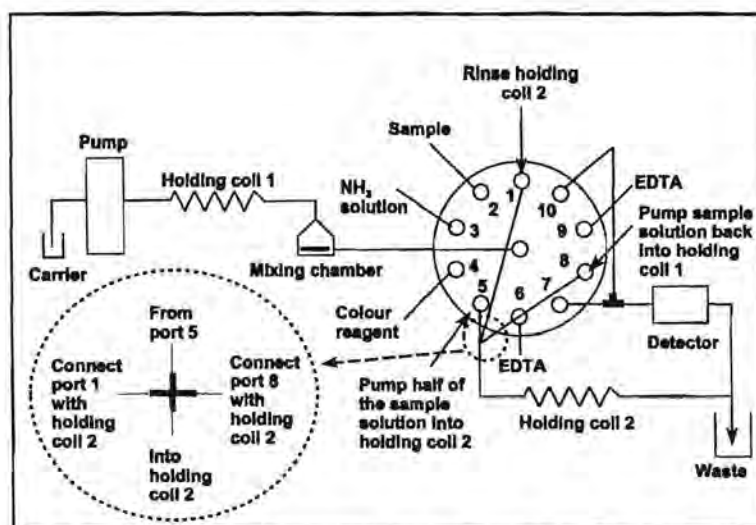 Rinse holding
coil 2
Pump
Sample
Holding coil 1
NH₃
solution
EDTA
Pump sample
solution back
into holding
coil 1
1
2
3
4
5
6
7
8
9
10
Carrier
Mixing chamber
Colour
reagent
EDTA
Detector
Pump half of
the sample
solution into
holding coil 2
Holding coil 2
Waste
From
port 5
Connect
port 1
with
holding
coil 2
Connect
port 8
with
holding
coil 2
Into
holding
coil 2